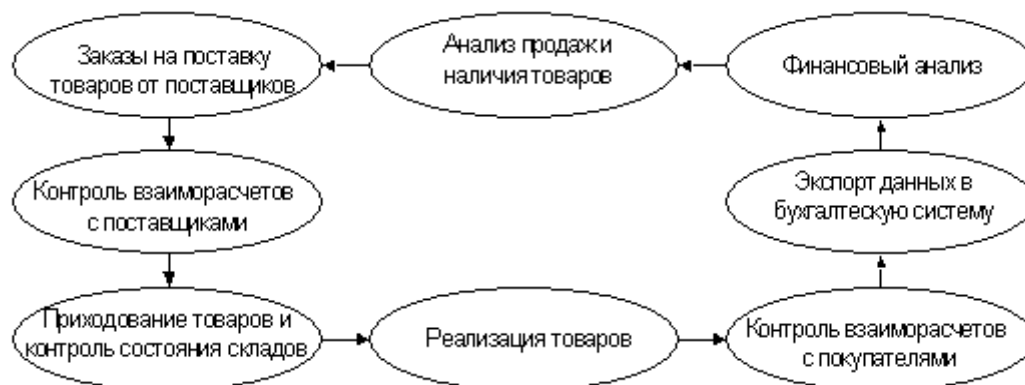 Заказы на поставку
товаров от поставщиков
Анализ продаж и
наличия товаров
Финансовый анализ
Контроль взаиморасчетов
с поставщиками
Экспорт данных в
бухгалтескую систему
Приходование товаров и
контроль состояния складов
Реализация товаров
Контроль взаиморасчетов
с покупателями